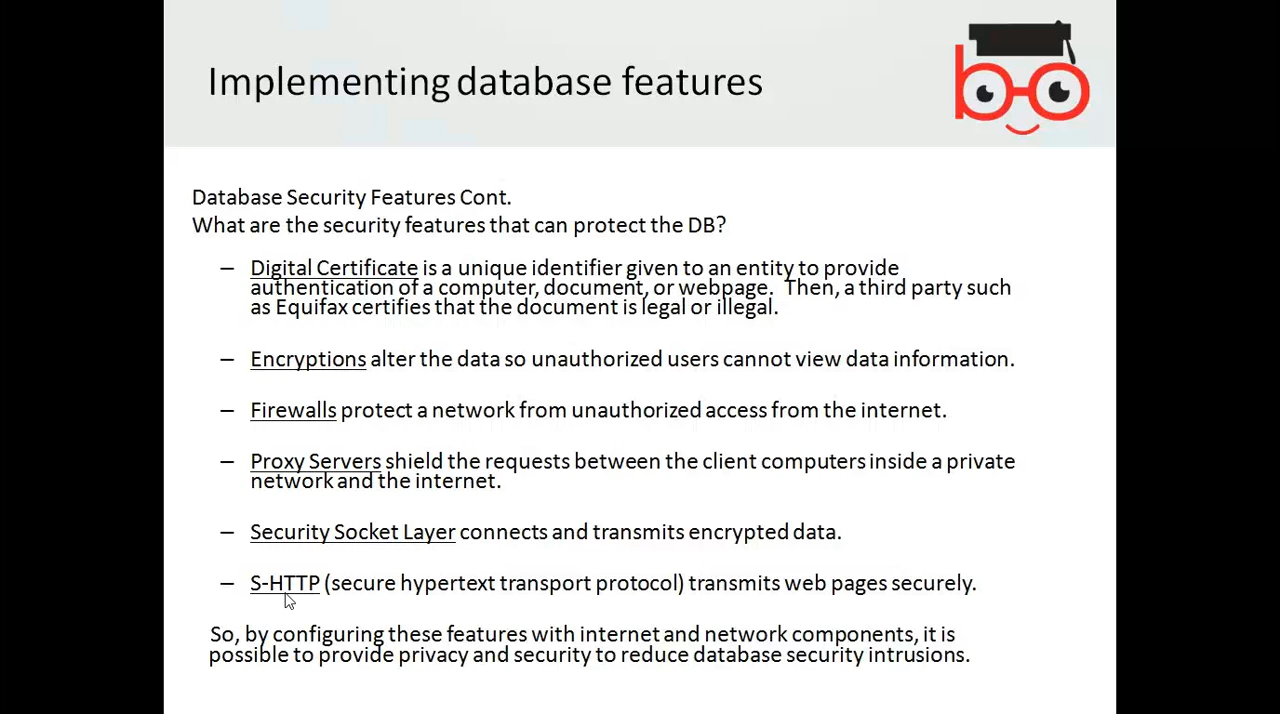 Implementing database features
Database Security Features Cont.
What are the security features that can protect the DB?
– Digital Certificate is a unique identifier given to an entity to provide
authentication of a computer, document, or webpage. Then, a third party such
as Equifax certifies that the document is legal or illegal.
– Encryptions alter the data so unauthorized users cannot view data information.
– Firewalls protect a network from unauthorized access from the internet.
– Proxy Servers shield the requests between the client computers inside a private
network and the internet.
– Security Socket Layer connects and transmits encrypted data.
– S-HTTP (secure hypertext transport protocol) transmits web pages securely.
So, by configuring these features with internet and network components, it is
possible to provide privacy and security to reduce database security intrusions.